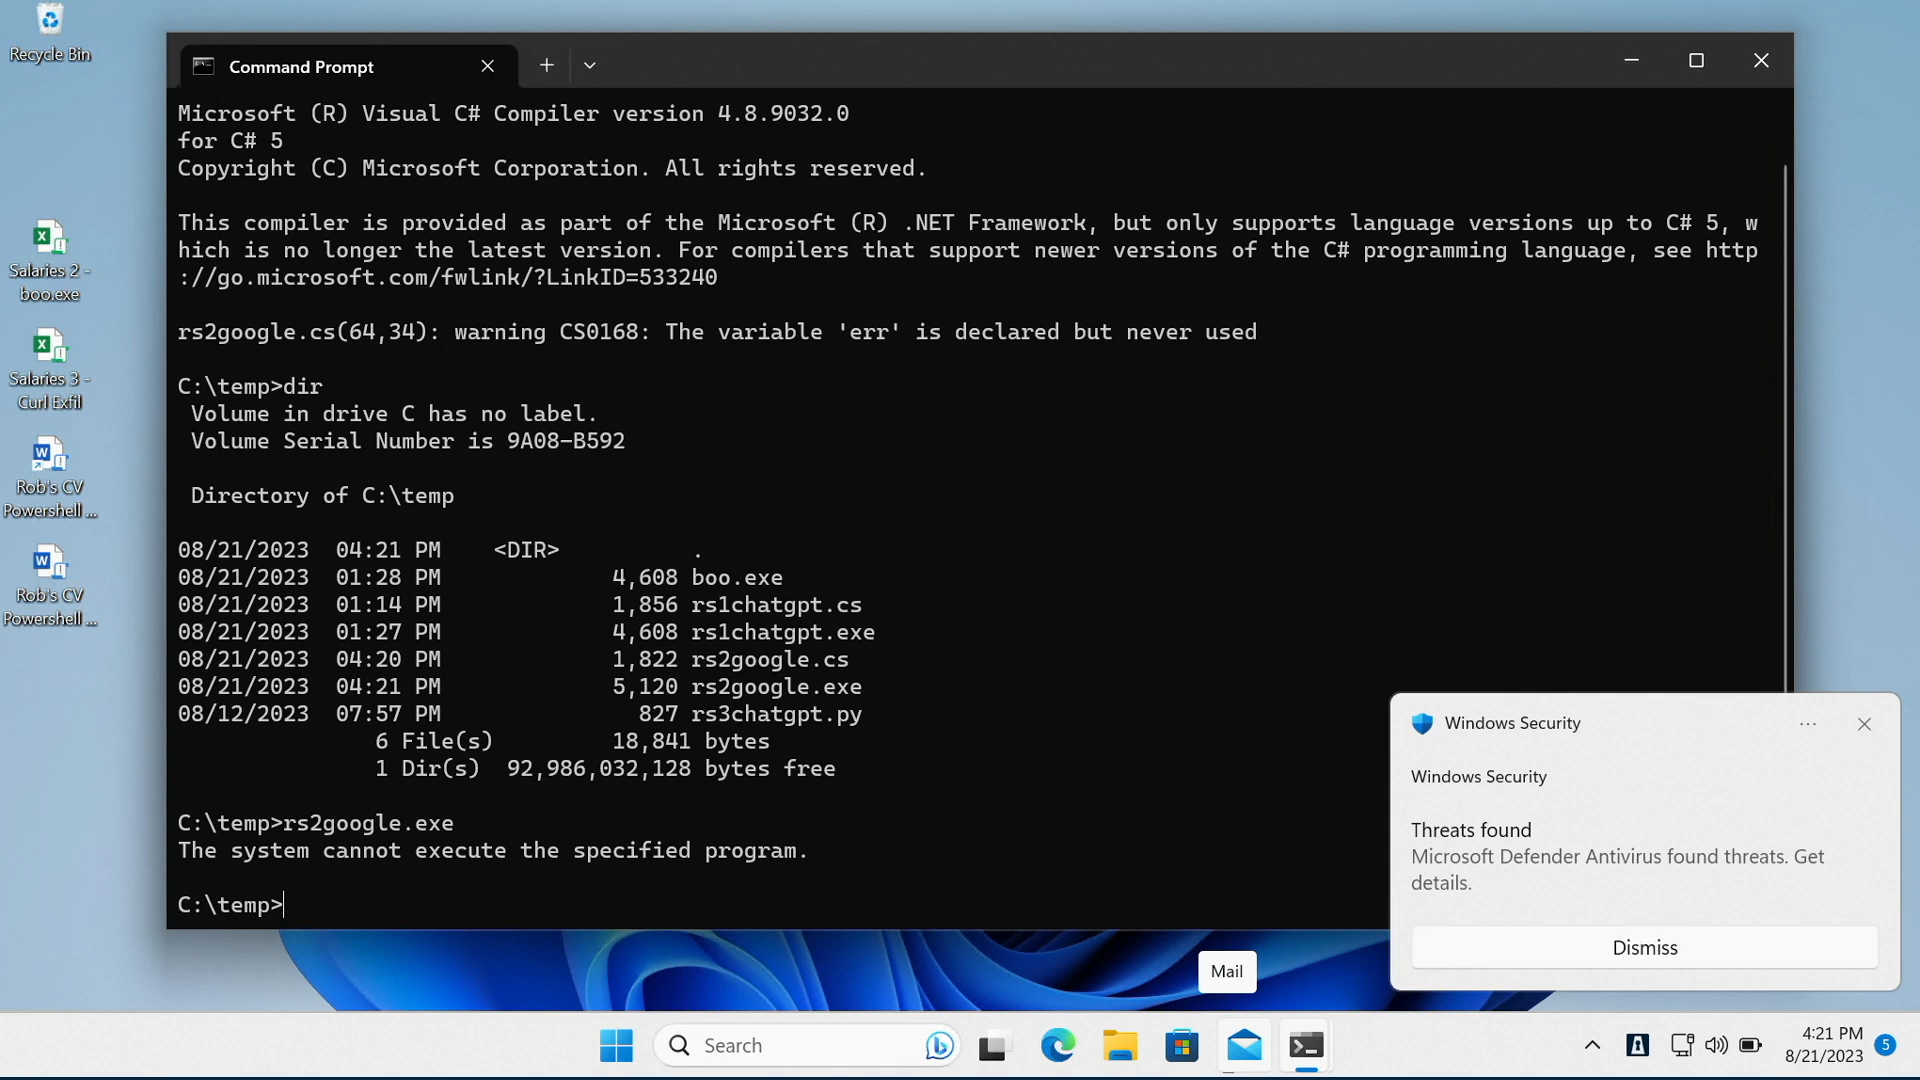 Recycle Bin
Salaries 2 -
boo.exe
Salaries 3 -
Curl Exfil
Rob's CV
Powershell ...
Rob's CV
Powershell ...
Command Prompt
Microsoft (R) Visual C# Compiler version 4.8.9032.0
for C# 5
Copyright (C) Microsoft Corporation. All rights reserved.
This compiler is provided as part of the Microsoft (R) .NET Framework, but only supports language versions up to C# 5, w
hich is no longer the latest version. For compilers that support newer versions of the C# programming language, see http
://go.microsoft.com/fwlink/?LinkID=533240
rs2google.cs(64,34): warning CS0168: The variable 'err' is declared but never used
C:\temp>dir
Volume in drive C has no label.
Volume Serial Number is 9A08-B592
Directory of C:\temp
08/21/2023  04:21 PM    <DIR>          .
08/21/2023  01:28 PM             4,608 boo.exe
08/21/2023  01:14 PM             1,856 rs1chatgpt.cs
08/21/2023  01:27 PM             4,608 rs1chatgpt.exe
08/21/2023  04:20 PM             1,822 rs2google.cs
08/21/2023  04:21 PM             5,120 rs2google.exe
08/12/2023  07:57 PM               827 rs3chatgpt.py
6 File(s)         18,841 bytes
1 Dir(s)  92,986,032,128 bytes free
C:\temp>rs2google.exe
The system cannot execute the specified program.
C:\temp>
Windows Security
Windows Security
Threats found
Microsoft Defender Antivirus found threats. Get
details.
Dismiss
Mail
Search
4:21 PM
8/21/2023
5